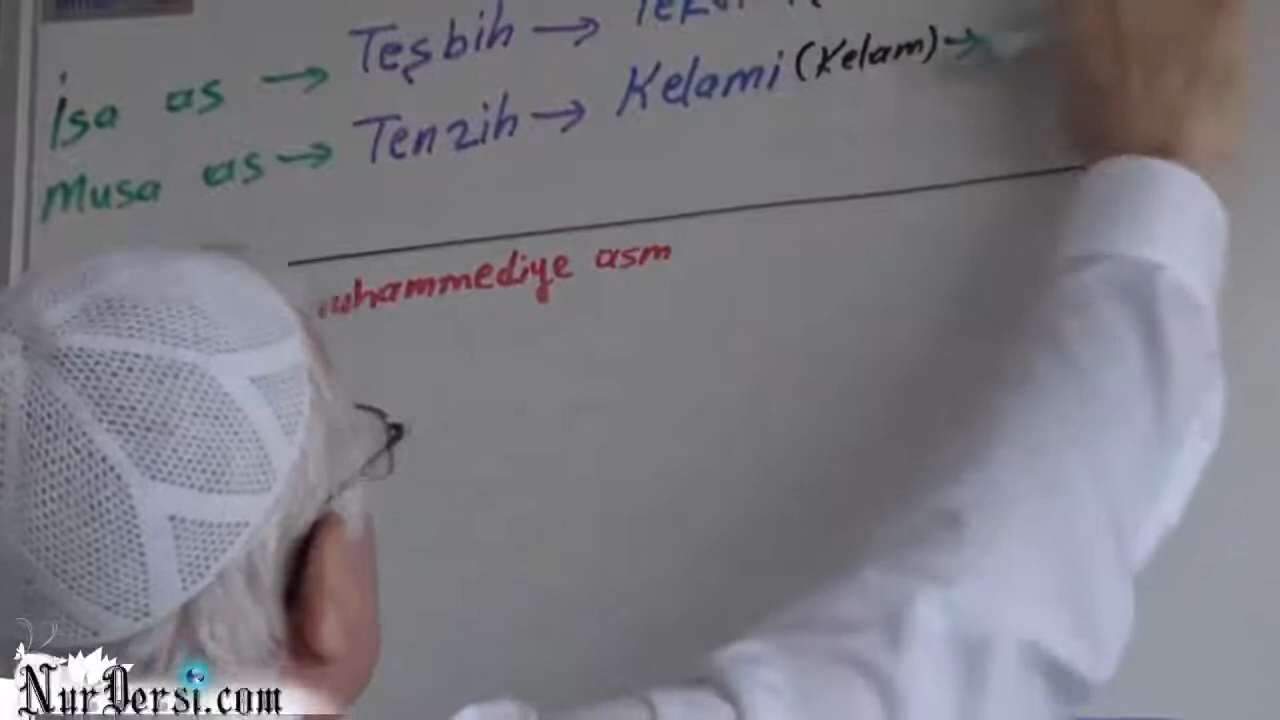 İsa as → Teşbih →
Musa as → Tenzih → Kelami (Kelam) →
uhammediye asm
NurDersi.com